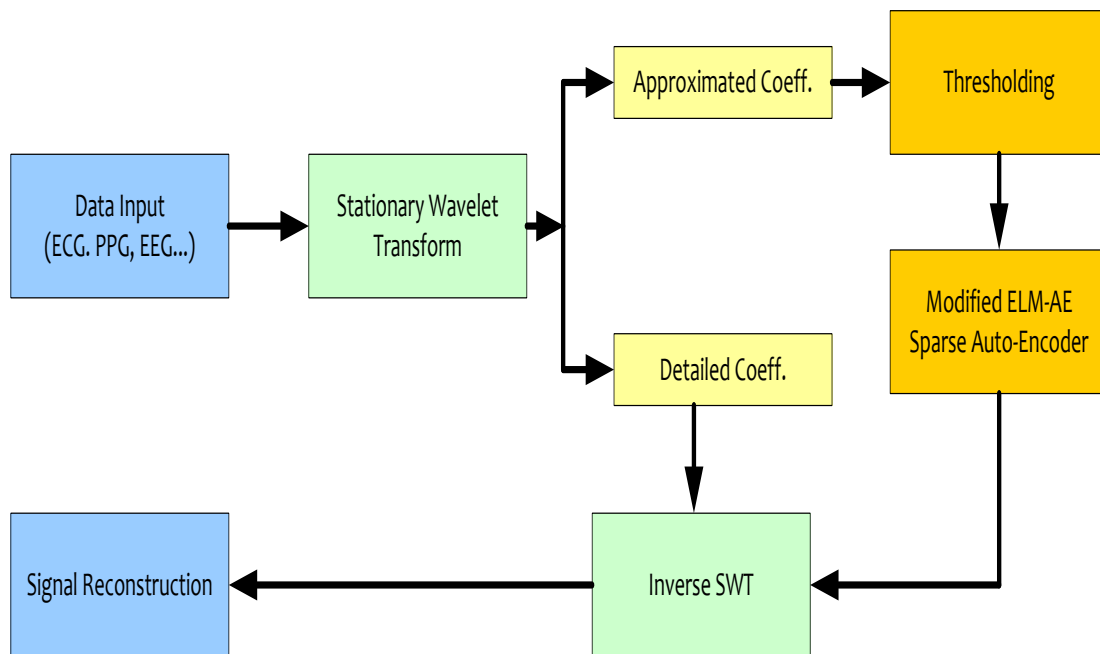 Data Input
(ECG. PPG, EEG...)
Stationary Wavelet
Transform
Approximated Coeff.
Thresholding
Detailed Coeff.
Modified ELM-AE
Sparse Auto-Encoder
Signal Reconstruction
Inverse SWT